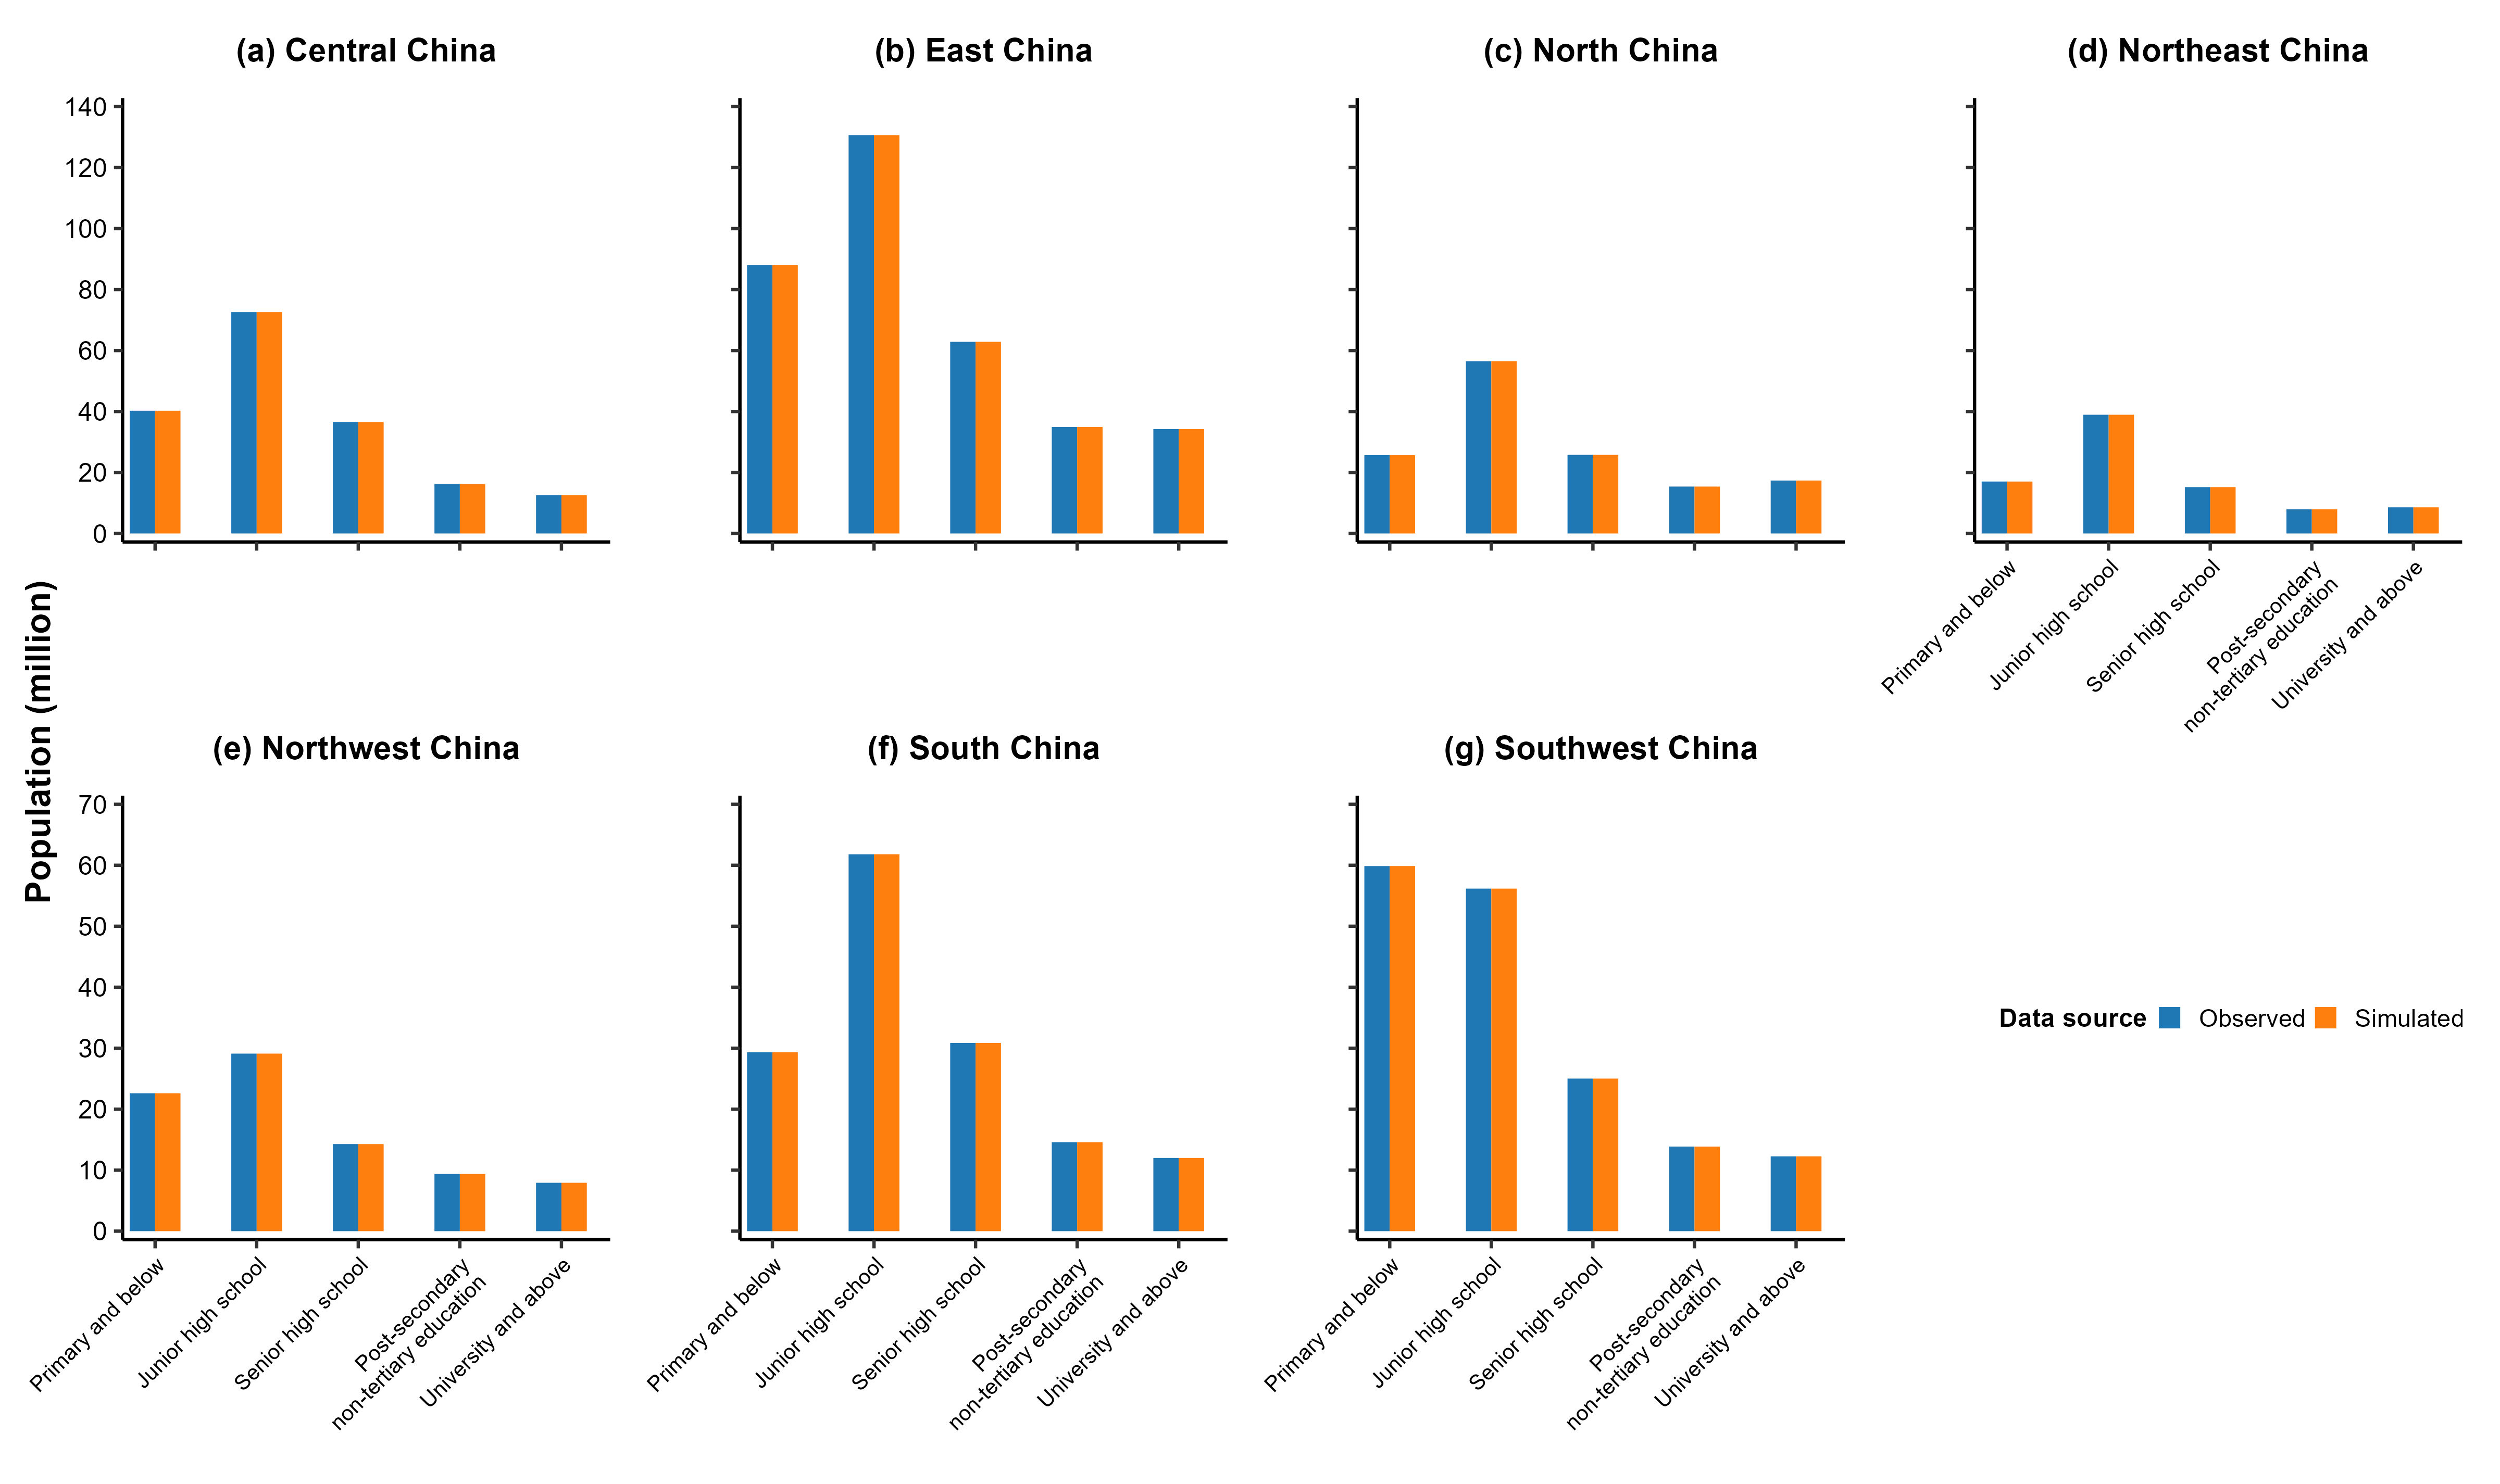 (a) Central China
(b) East China
(c) North China
(d) Northeast China
140
120
100
80
60
40
20
0
Primary and below
Junior high school
Senior high school
Post-secondary
non-tertiary education
University and above
Population (million)
(e) Northwest China
(f) South China
(g) Southwest China
70
60
50
40
30
20
10
0
Primary and below
Junior high school
Senior high school
Post-secondary
non-tertiary education
University and above
Primary and below
Junior high school
Senior high school
Post-secondary
non-tertiary education
University and above
Primary and below
Junior high school
Senior high school
Post-secondary
non-tertiary education
University and above
Data source Observed Simulated